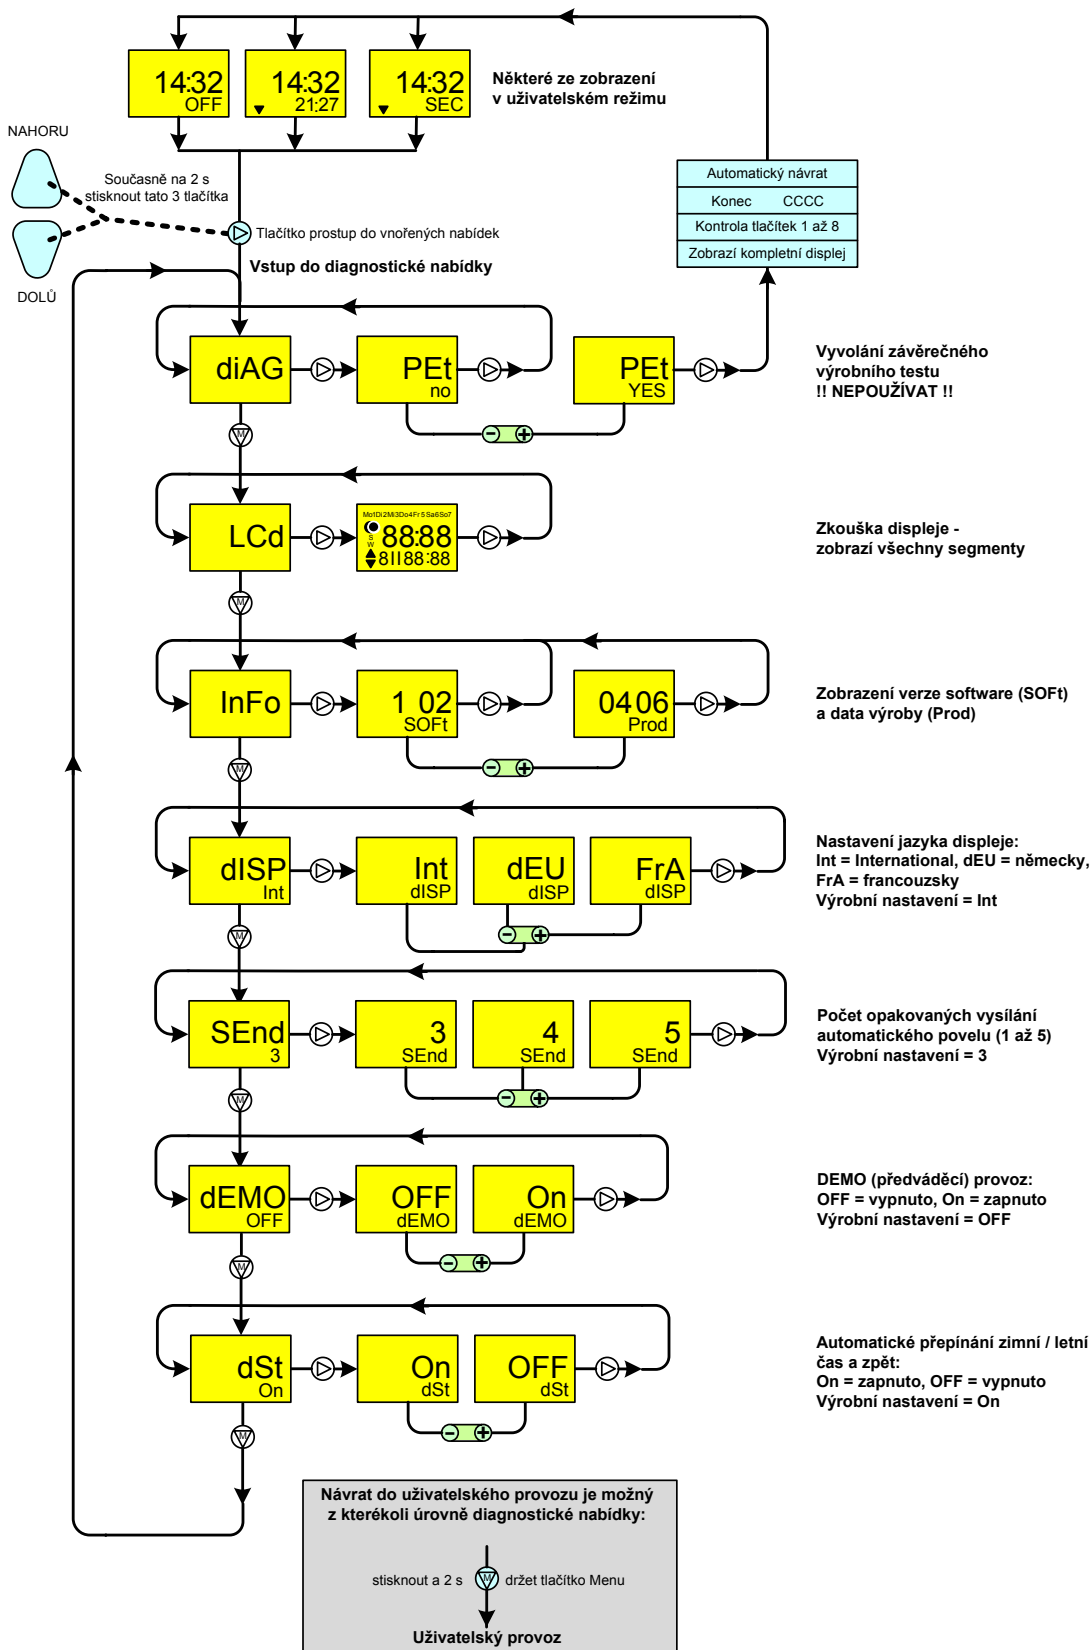 14:32
OFF
14:32
21:27
14:32
SEC
Některé ze zobrazení
v uživatelském režimu
NAHORU
Současně na 2 s
stisknout tato 3 tlačítka
DOLŮ
Tlačítko prostup do vnořených nabídek
Vstup do diagnostické nabídky
Automatický návrat
Konec CCCC
Kontrola tlačítek 1 až 8
Zobrazí kompletní displej
diAG
PEt
no
PEt
YES
- +
Vyvolání závěrečného
výrobního testu
!! NEPOUŽÍVAT !!
M
LCd
Mo1Di2Mi3Do4Fr5Sa6So7
S
W
88:88
8II88:88
Zkouška displeje -
zobrazí všechny segmenty
M
InFo
1 02
SOFt
04 06
Prod
- +
Zobrazení verze software (SOFt)
a data výroby (Prod)
M
dISP
Int
Int
dISP
dEU
dISP
FrA
dISP
- +
Nastavení jazyka displeje:
Int = International, dEU = německy,
FrA = francouzsky
Výrobní nastavení = Int
M
SEnd
3
3
SEnd
4
SEnd
5
SEnd
- +
Počet opakovaných vysílání
automatického povelu (1 až 5)
Výrobní nastavení = 3
M
dEMO
OFF
OFF
dEMO
On
dEMO
- +
DEMO (předváděcí) provoz:
OFF = vypnuto, On = zapnuto
Výrobní nastavení = OFF
M
dSt
On
On
dSt
OFF
dSt
- +
Automatické přepínání zimní / letní
čas a zpět:
On = zapnuto, OFF = vypnuto
Výrobní nastavení = On
M
Návrat do uživatelského provozu je možný
z kterékoli úrovně diagnostické nabídky:
stisknout a 2 s M držet tlačítko Menu
Uživatelský provoz